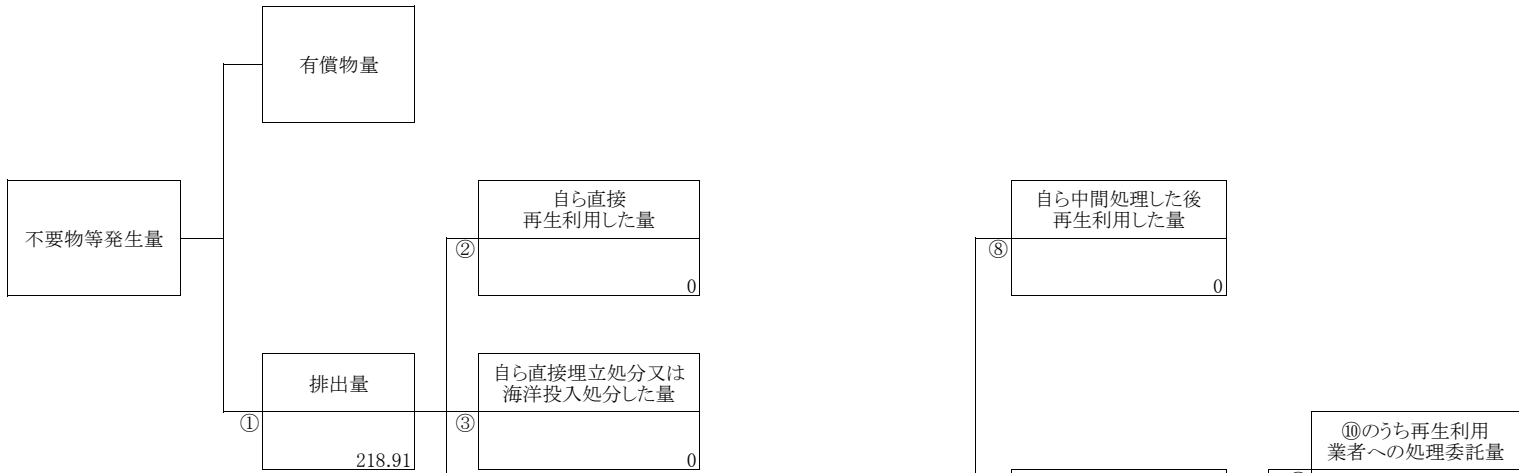 有償物量
不要物等発生量
自ら直接
再生利用した量
②
0
自ら中間処理した後
再生利用した量
⑧
0
排出量
①
218.91
自ら直接埋立処分又は
海洋投入処分した量
③
0
⑩のうち再生利用
業者への処理委託量